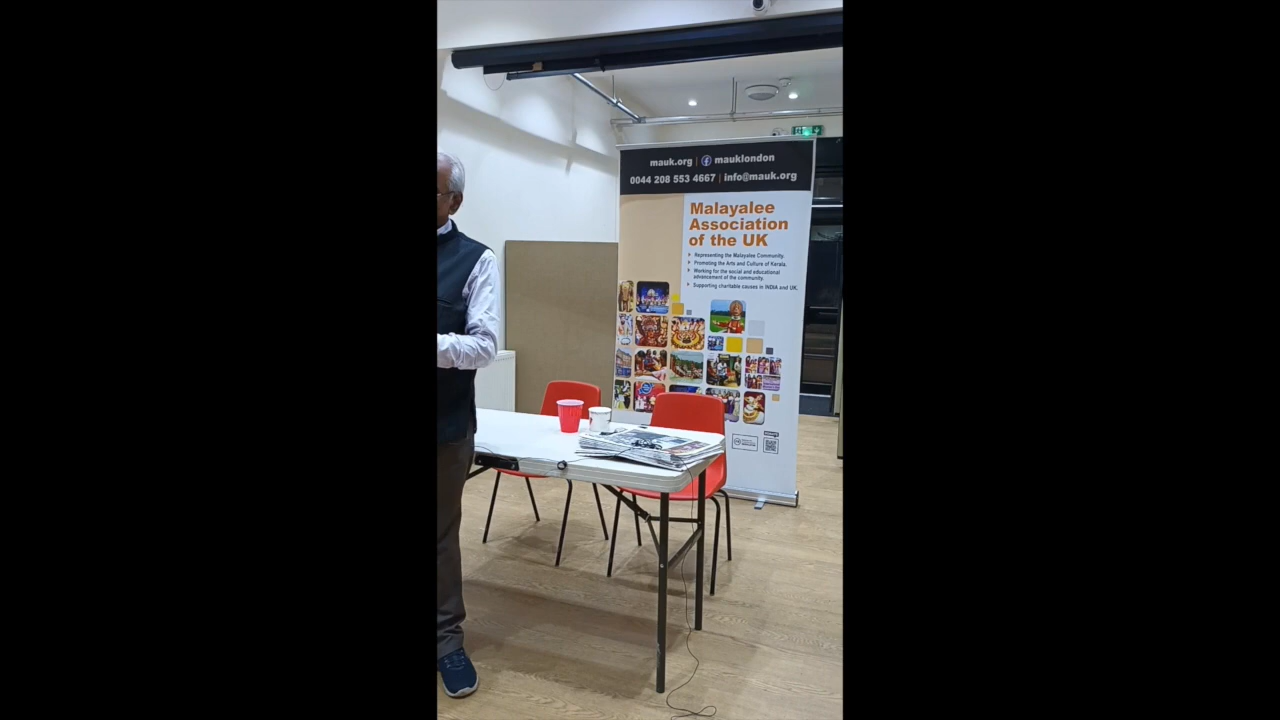 mauk.org | mauklondon
0044 208 553 4667 | info@mauk.org
Malayalee
Association
of the UK
Representing the Malayalee Community.
Promoting the Arts and Culture of Kerala.
Working for the social and educational
advancement of the community.
Supporting charitable causes in INDIA and UK.